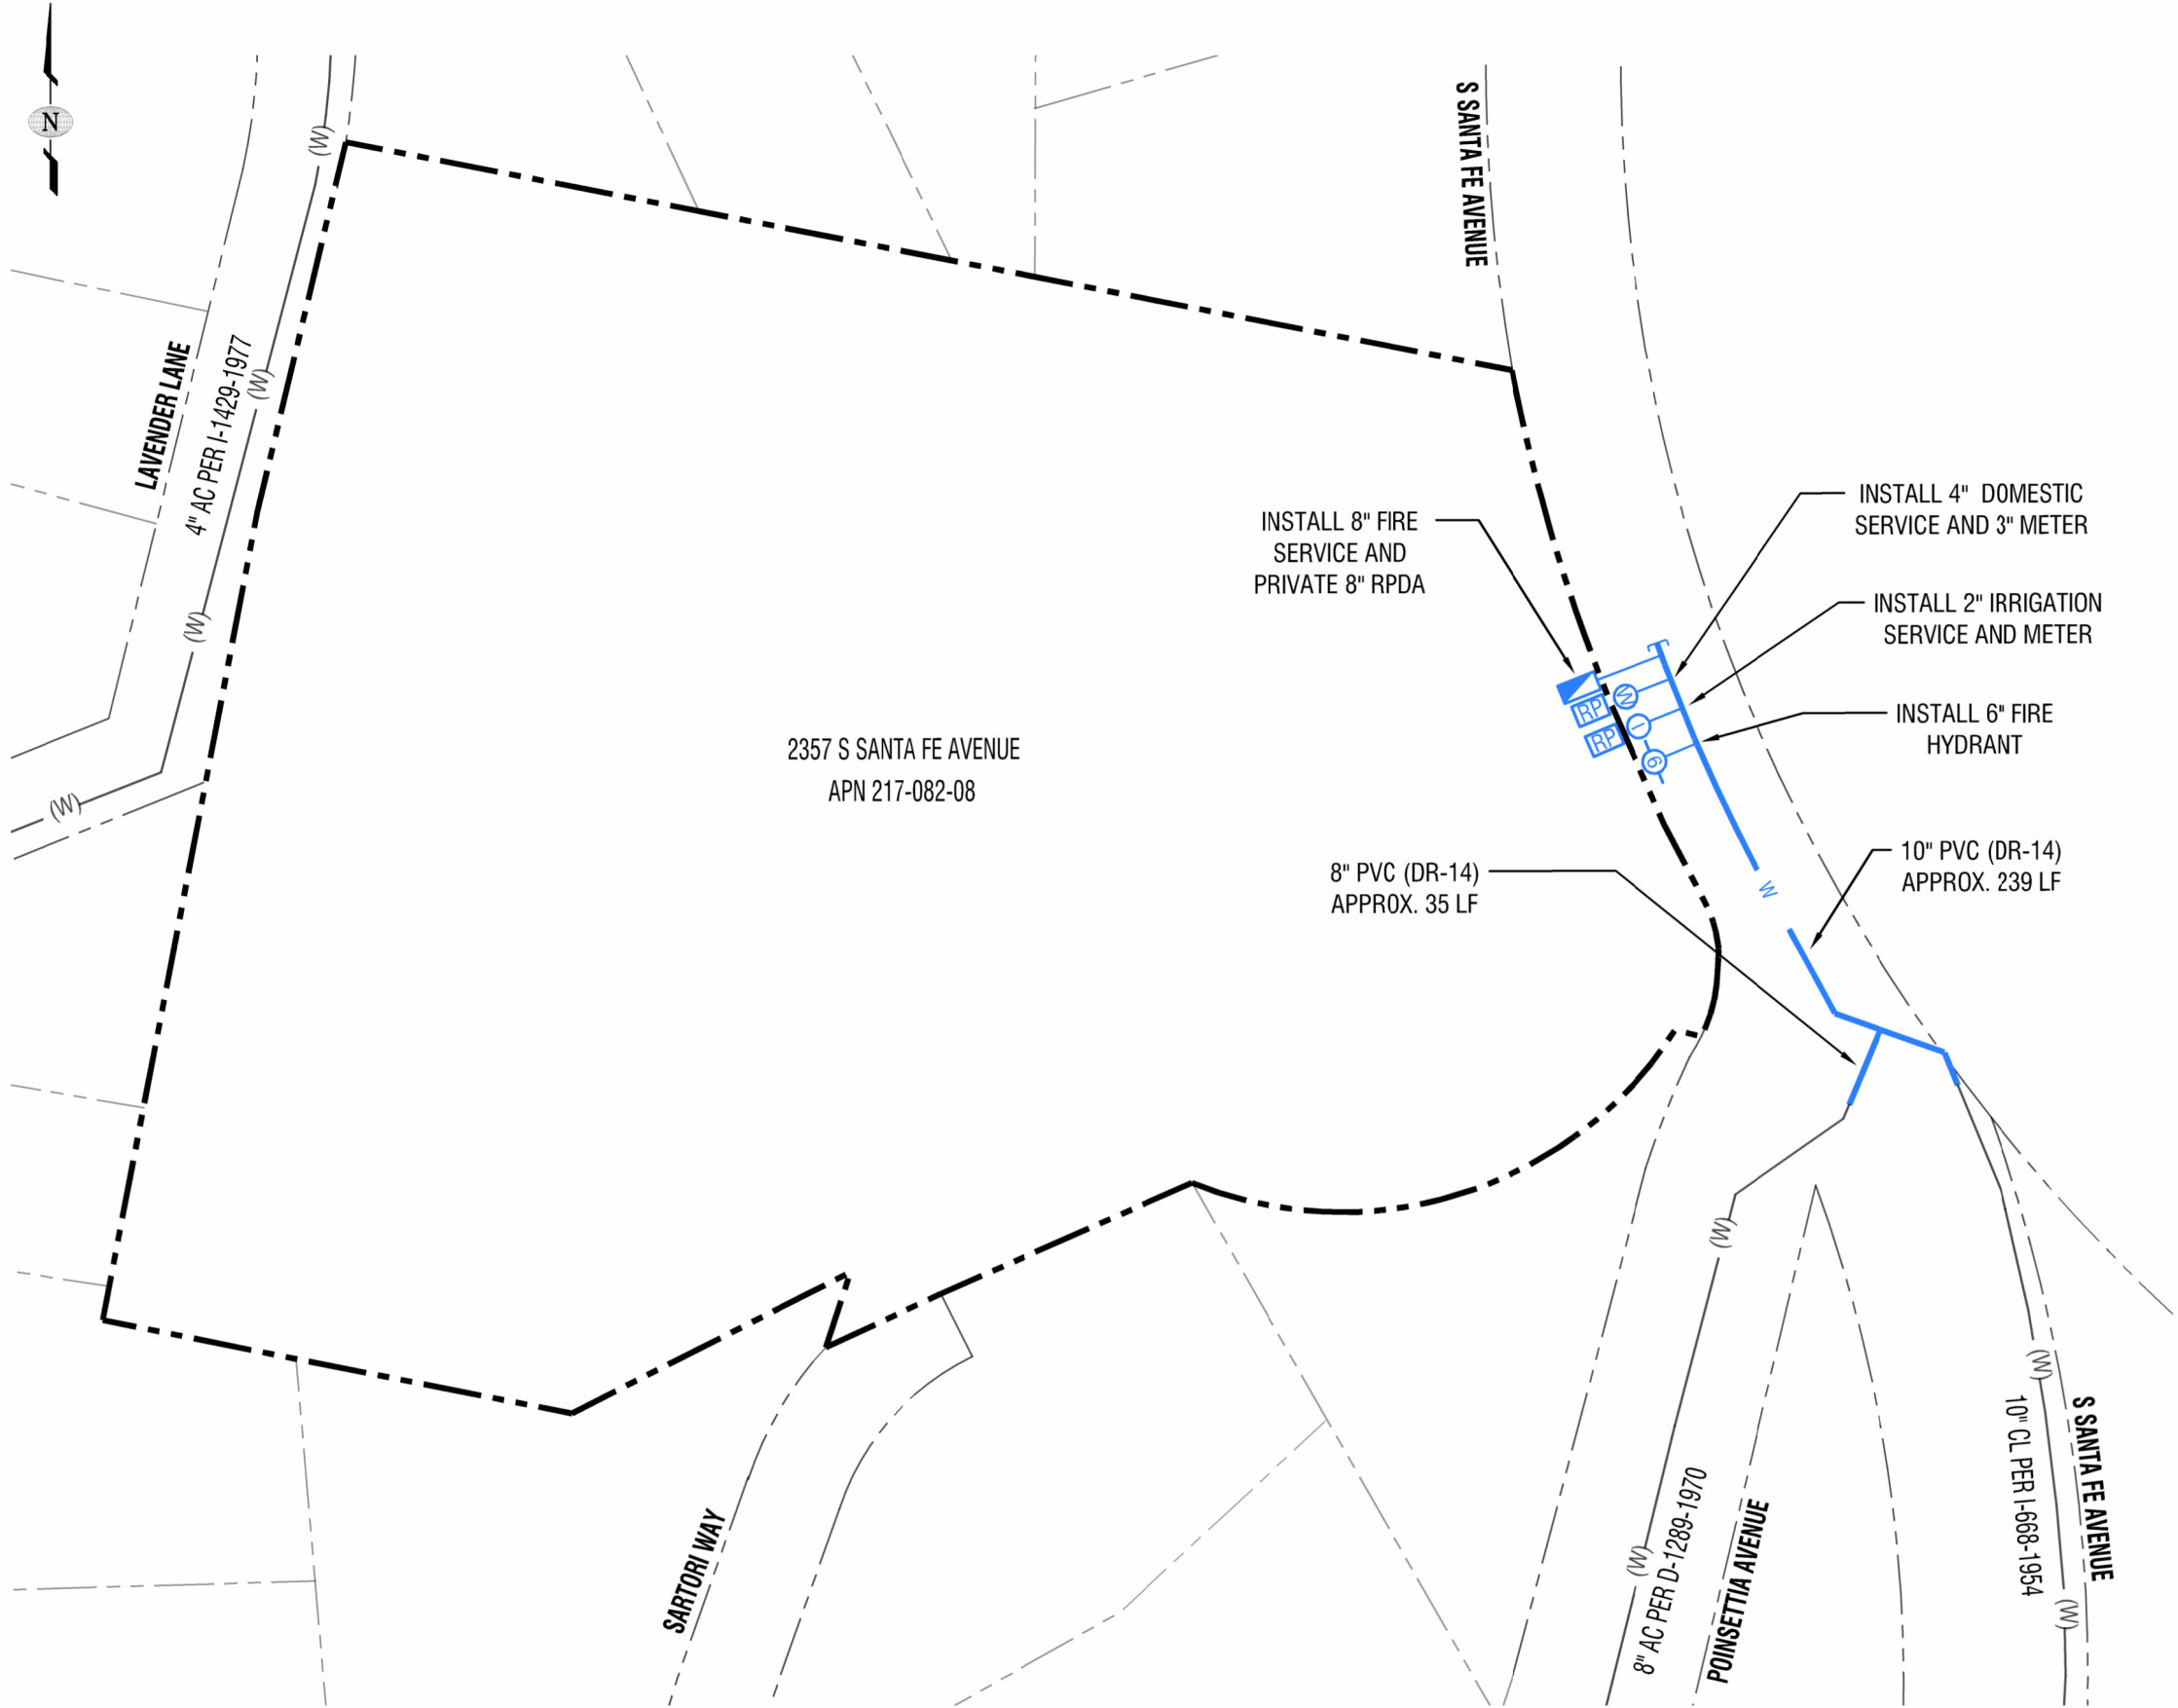 N
S SANTA FE AVENUE
(W)
LAVENDER LANE
4" AC PER I-1429-1977
(W)
(W)
(W)
INSTALL 8" FIRE
SERVICE AND
PRIVATE 8" RPDA
INSTALL 4" DOMESTIC
SERVICE AND 3" METER
INSTALL 2" IRRIGATION
SERVICE AND METER
INSTALL 6" FIRE
HYDRANT
RP
W
RP
I
6
2357 S SANTA FE AVENUE
APN 217-082-08
8" PVC (DR-14)
APPROX. 35 LF
W
10" PVC (DR-14)
APPROX. 239 LF
(W)
(W)
8" AC PER D-1289-1970
POINSETTIA AVENUE
SARTORI WAY
(W)
10" CL PER I-668-1954
S SANTA FE AVENUE
(W)